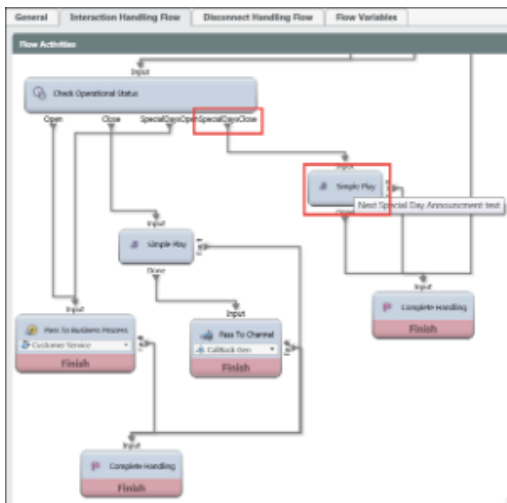 General
Interaction Handling Flow
Disconnect Handling Flow
Flow Variables
Flow Activities
Input
Check Operational Status
Open
Close
SpecialDaysOpen
SpecialDaysClose
Input
Simple Play
Next Special Day Announcment text
Input
Simple Play
Done
Input
Complete Handling
Finish
Input
Pass To Business Process
Customer Service
Finish
Input
Pass To Channel
CallBack Gen
Finish
Input
Complete Handling
Finish